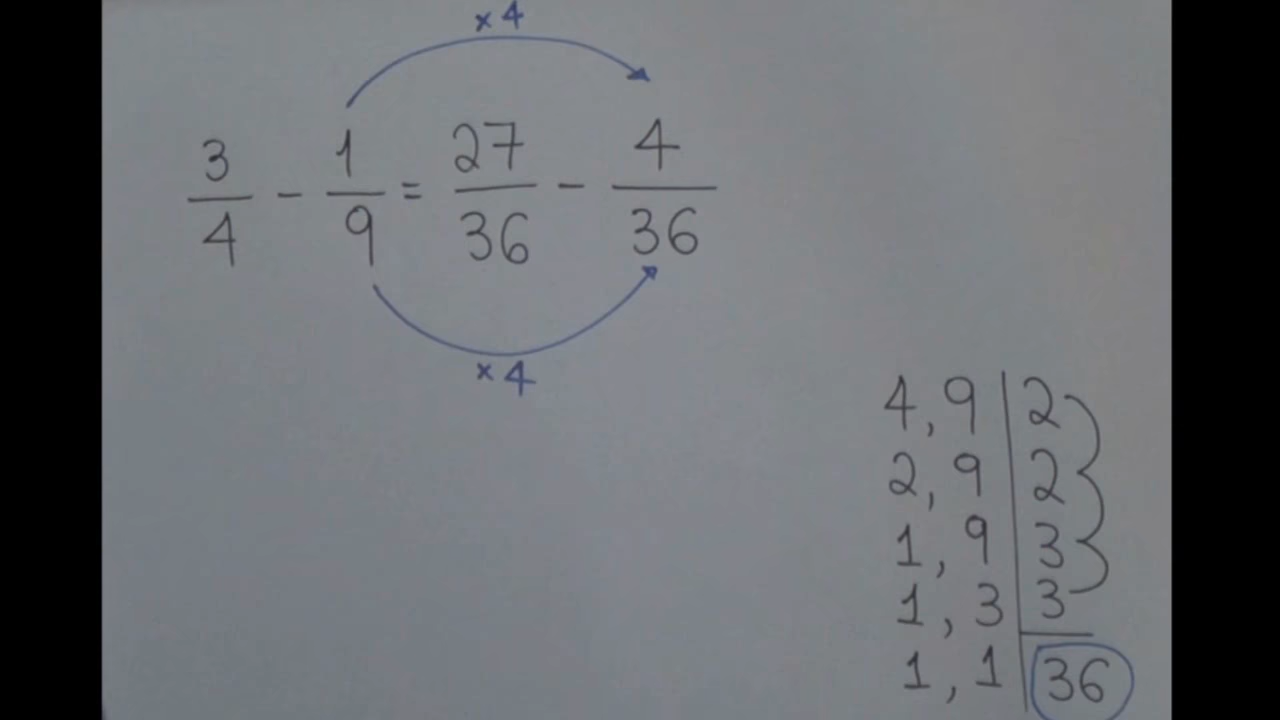 ×4
3/4 - 1/9 = 27/36 - 4/36
×4
4, 9 | 2
2, 9 | 2
1, 9 | 3
1, 3 | 3
1, 1 | 36